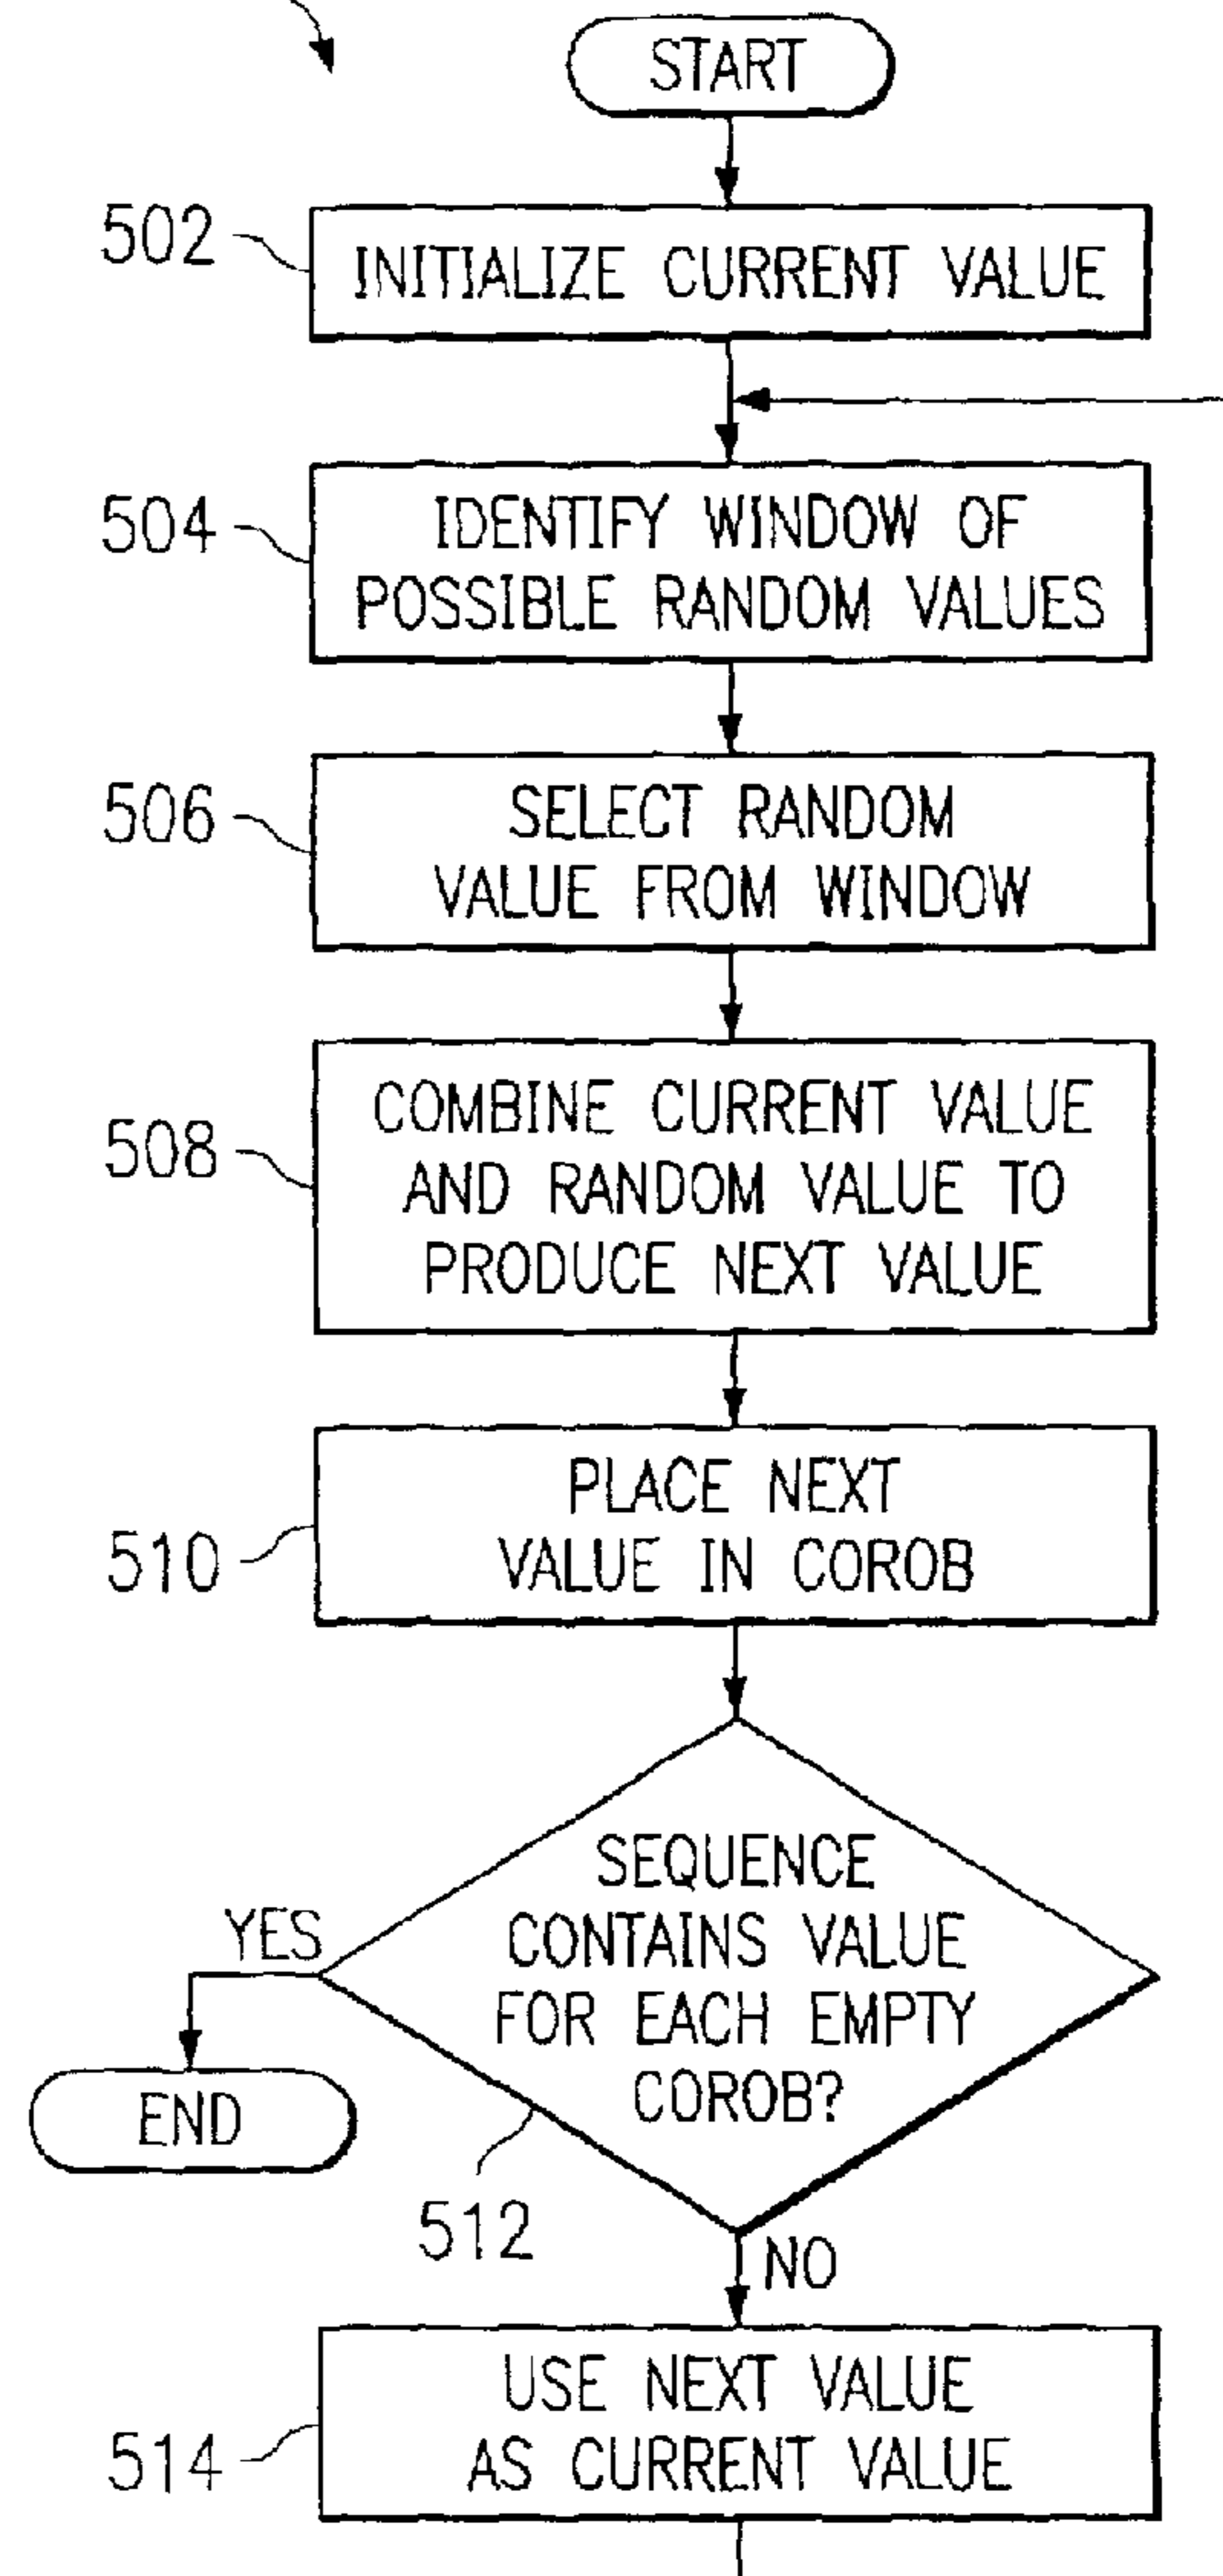 START
502
INITIALIZE CURRENT VALUE
504
IDENTIFY WINDOW OF
POSSIBLE RANDOM VALUES
506
SELECT RANDOM
VALUE FROM WINDOW
508
COMBINE CURRENT VALUE
AND RANDOM VALUE TO
PRODUCE NEXT VALUE
510
PLACE NEXT
VALUE IN COROB
SEQUENCE
CONTAINS VALUE
FOR EACH EMPTY
COROB?
YES
END
512
NO
514
USE NEXT VALUE
AS CURRENT VALUE